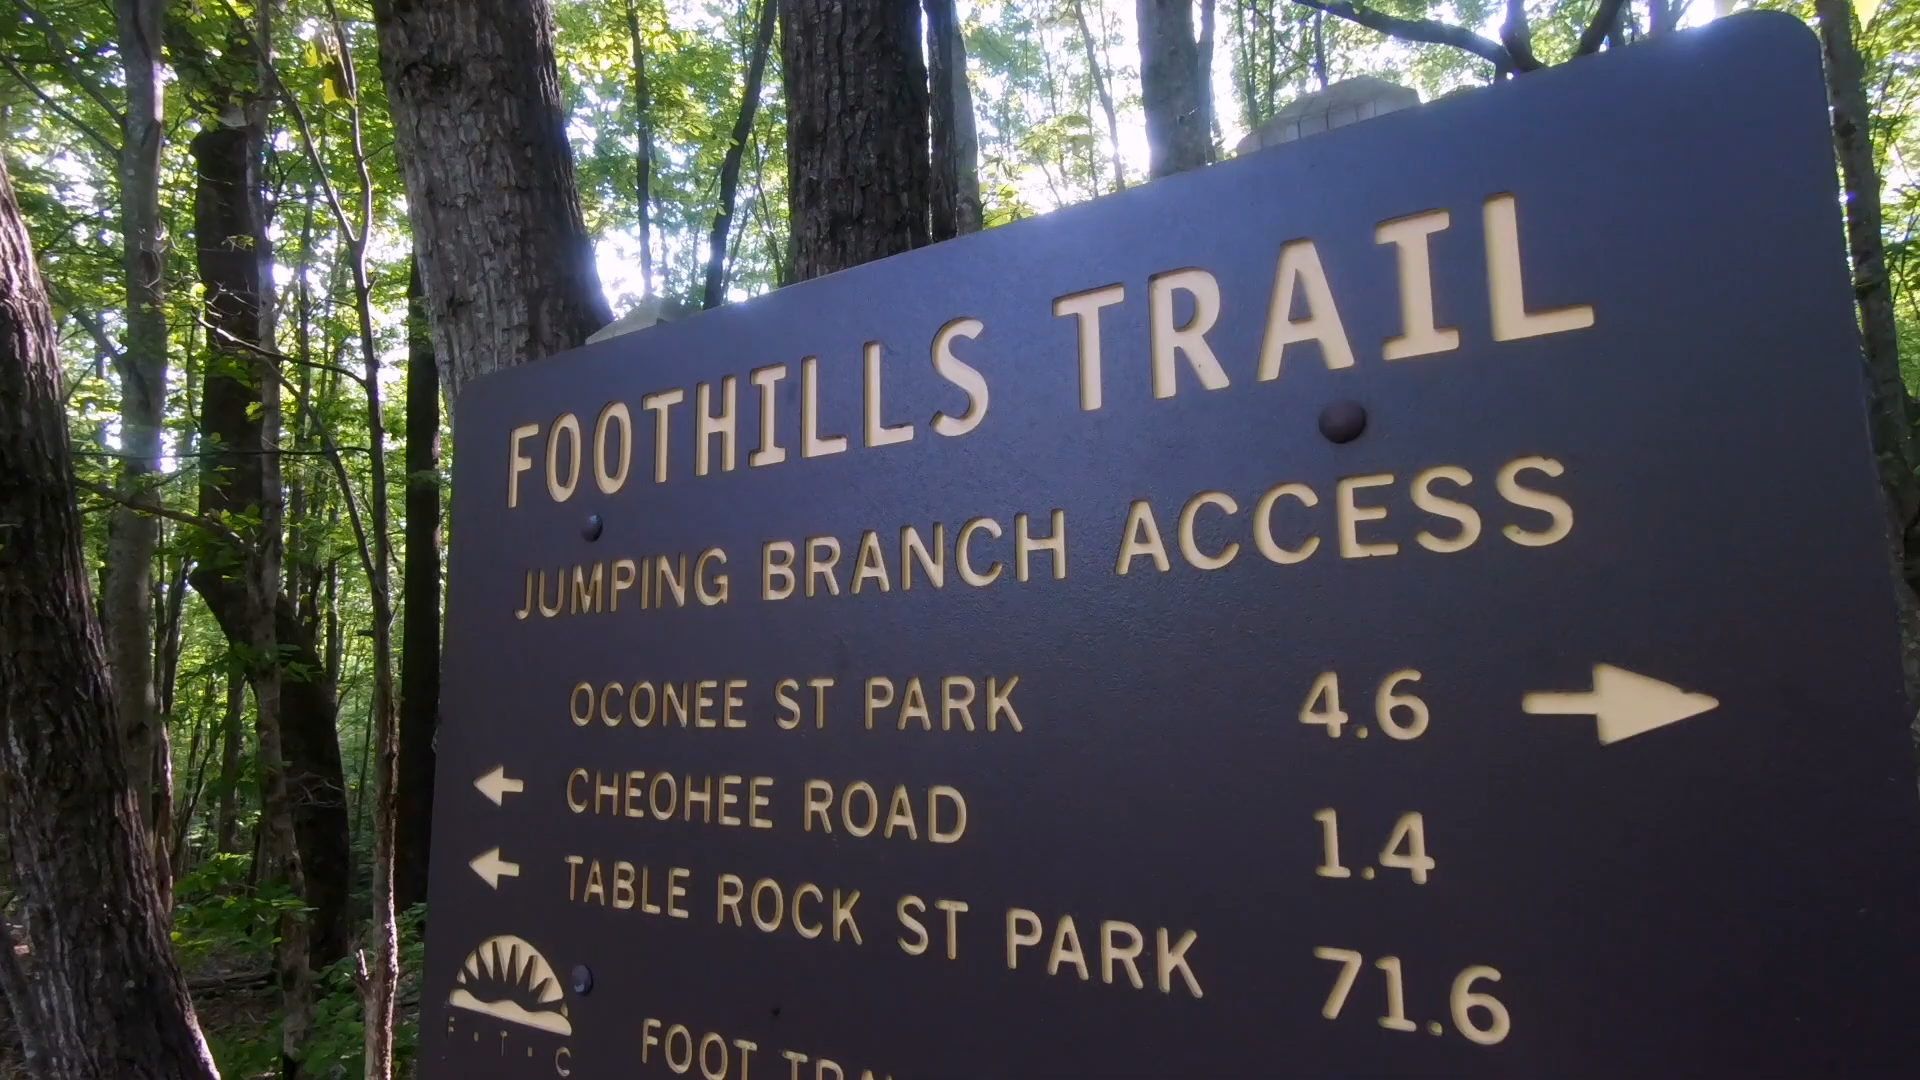 FOOTHILLS TRAIL
JUMPING BRANCH ACCESS
OCONEE ST PARK 4.6
CHEOHEE ROAD 1.4
TABLE ROCK ST PARK 71.6
F·T·C
FOOT